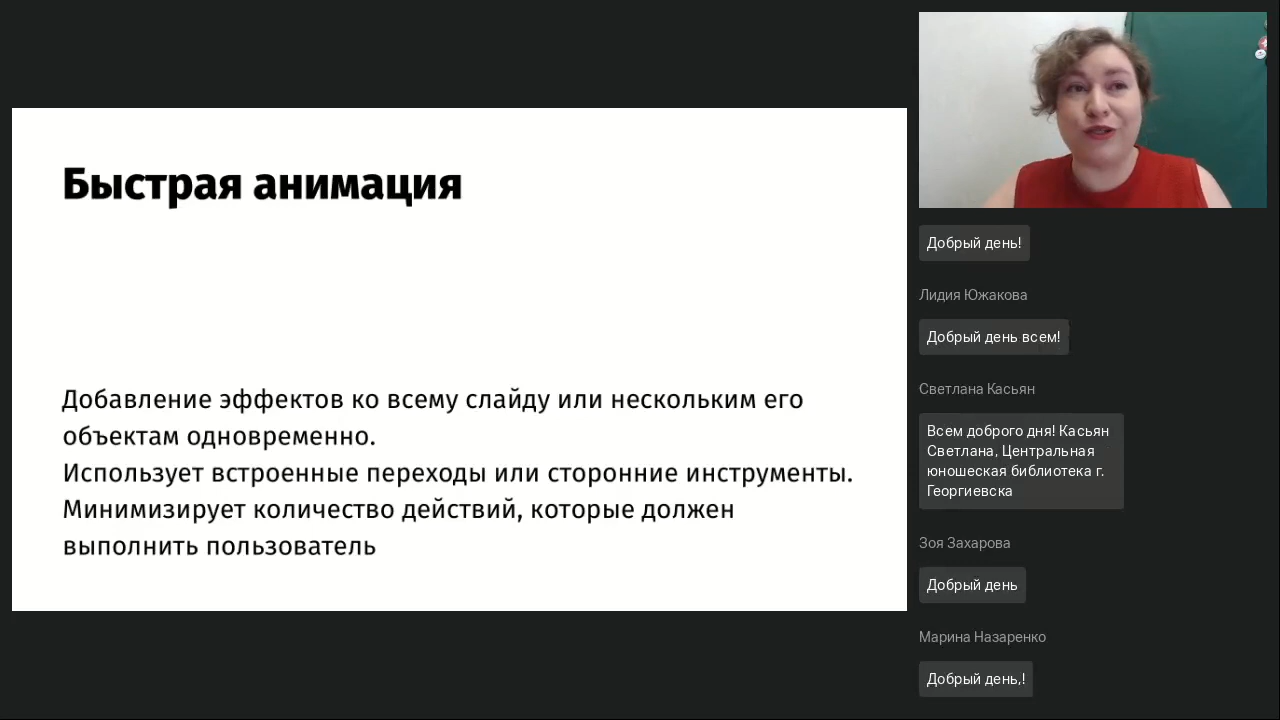 Быстрая анимация
Добавление эффектов ко всему слайду или нескольким его
объектам одновременно.
Использует встроенные переходы или сторонние инструменты.
Минимизирует количество действий, которые должен
выполнить пользователь
Добрый день!
Лидия Южакова
Добрый день всем!
Светлана Касьян
Всем доброго дня! Касьян
Светлана, Центральная
юношеская библиотека г.
Георгиевска
Зоя Захарова
Добрый день
Марина Назаренко
Добрый день,!